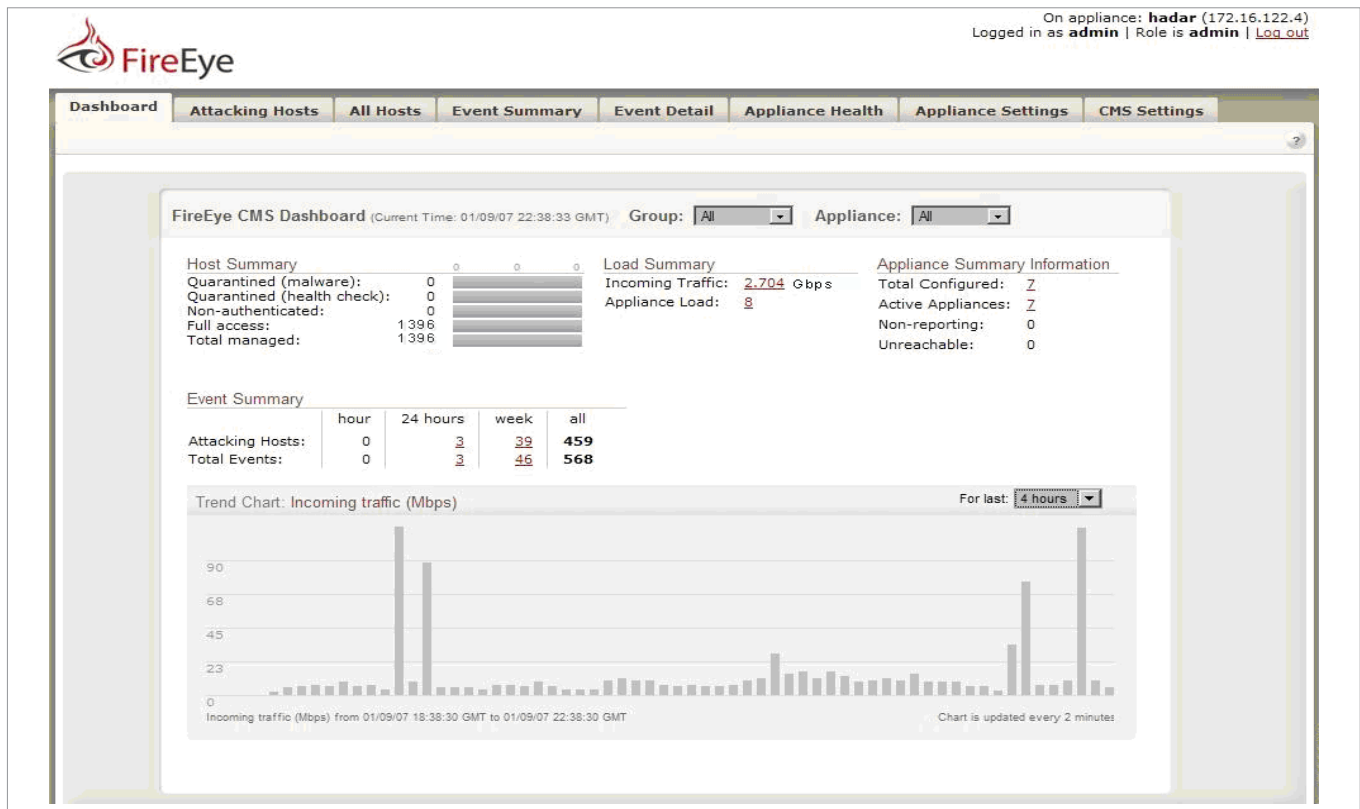 On appliance: hadar (172.16.122.4)
Logged in as admin | Role is admin | Log out
FireEye
Dashboard Attacking Hosts All Hosts Event Summary Event Detail Appliance Health Appliance Settings CMS Settings
?
FireEye CMS Dashboard (Current Time: 01/09/07 22:38:33 GMT) Group: All Appliance: All
Host Summary 0 0 0 Load Summary Appliance Summary Information
Quarantined (malware): 0 Incoming Traffic: 2.704 Gbps Total Configured: 7
Quarantined (health check): 0 Appliance Load: 8 Active Appliances: 7
Non-authenticated: 0 Non-reporting: 0
Full access: 1396 Unreachable: 0
Total managed: 1396
Event Summary
hour 24 hours week all
Attacking Hosts: 0 3 39 459
Total Events: 0 3 46 568
Trend Chart: Incoming traffic (Mbps) For last: 4 hours
90
68
45
23
0
Incoming traffic (Mbps) from 01/09/07 18:38:30 GMT to 01/09/07 22:38:30 GMT Chart is updated every 2 minutes